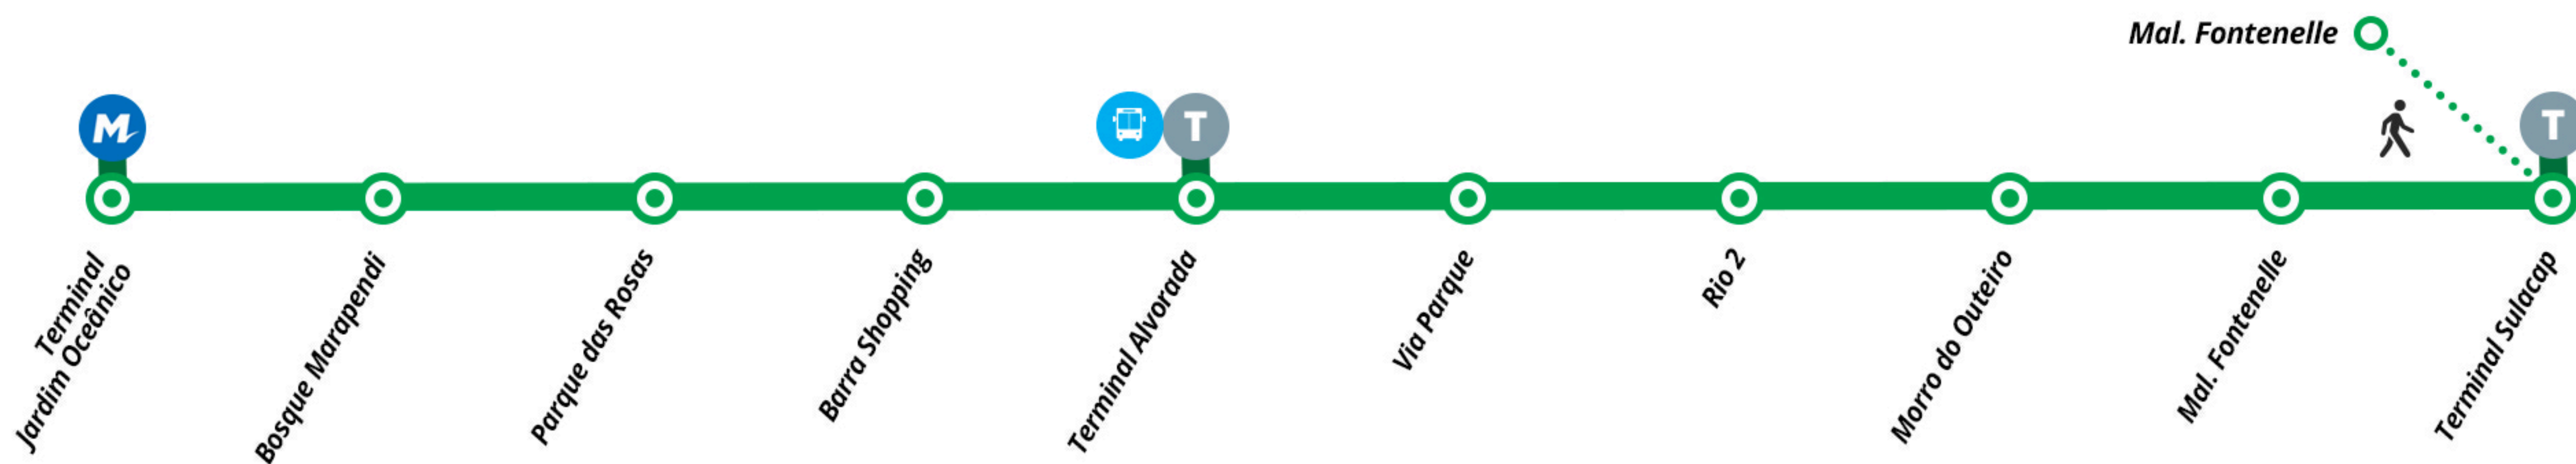 Mal. Fontenelle
M
T
T
Terminal
Jardim Oceânico
Bosque Marapendi
Parque das Rosas
Barra Shopping
Terminal Alvorada
Via Parque
Rio 2
Morro do Outeiro
Mal. Fontenelle
Terminal Sulacap